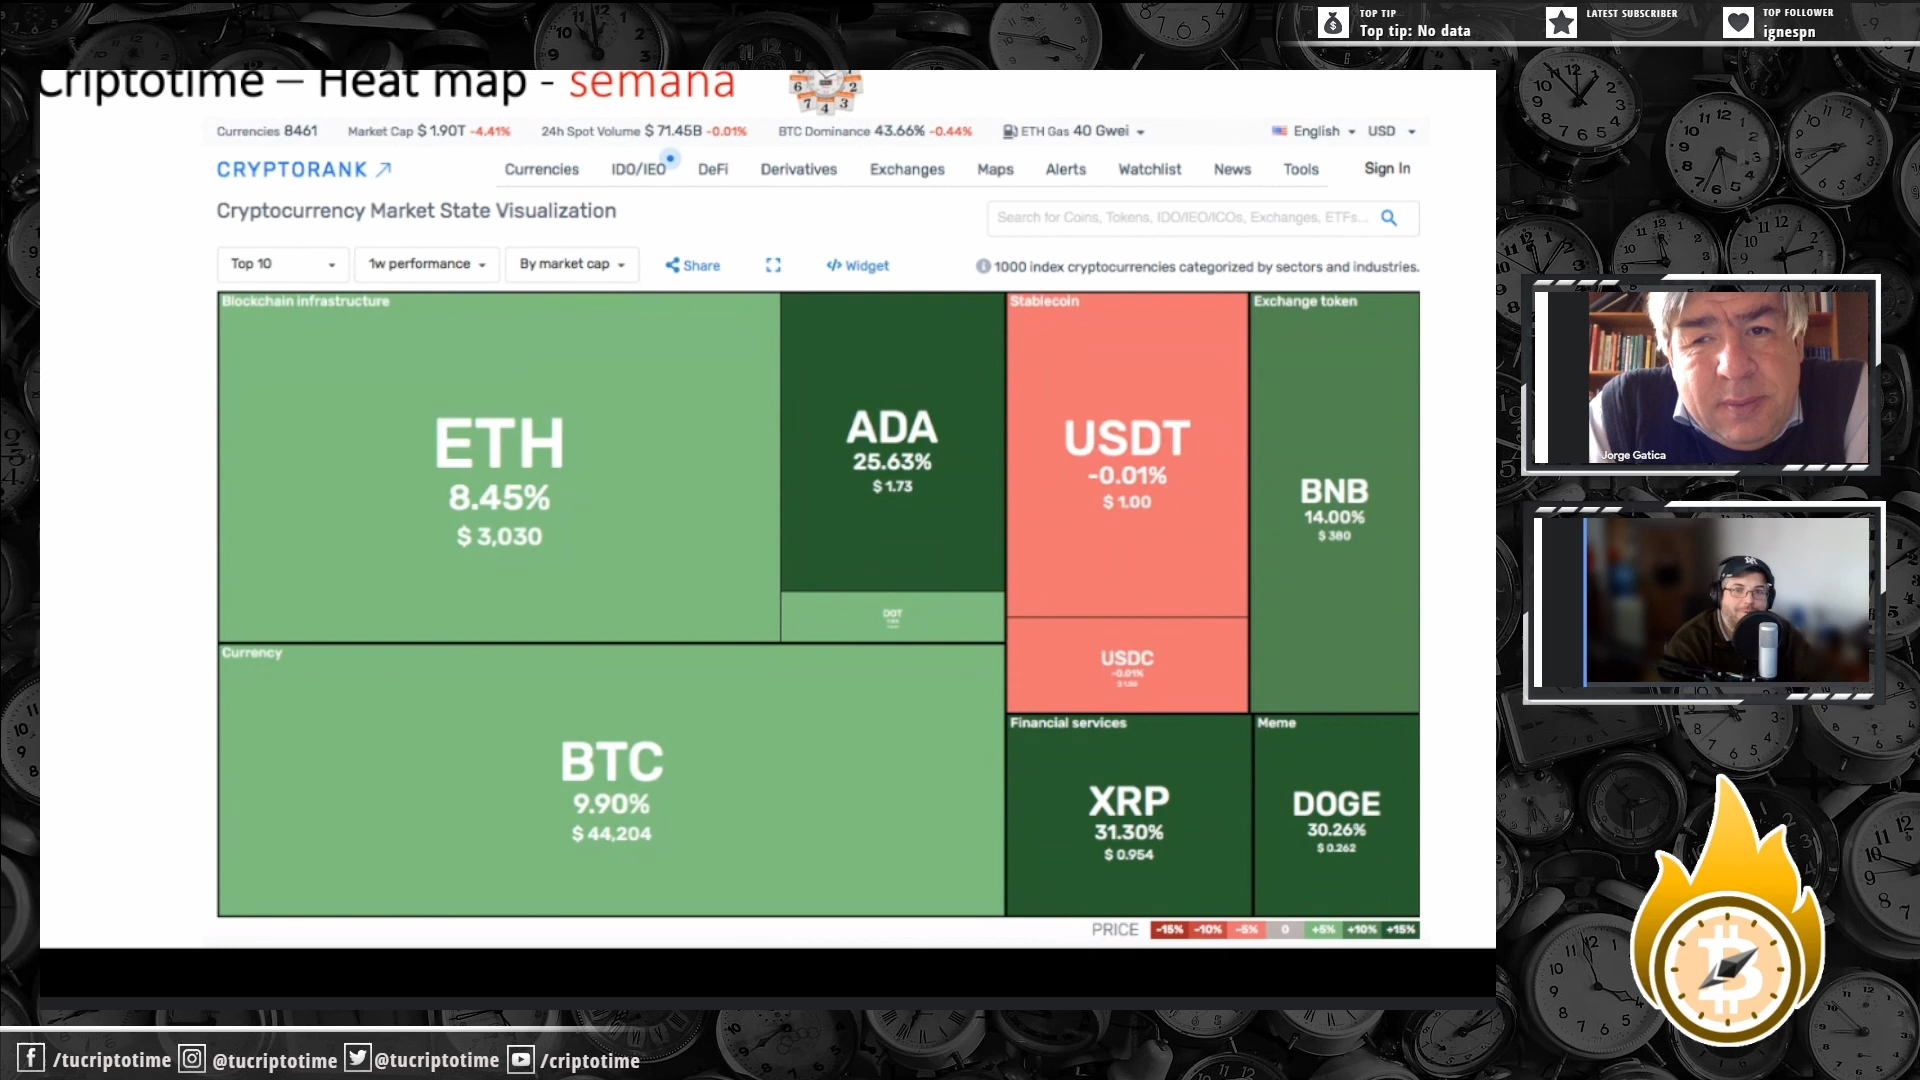 TOP TIP
Top tip: No data
LATEST SUBSCRIBER
TOP FOLLOWER
ignespn
Criptotime – Heat map - semana
Currencies 8461 Market Cap $ 1.90T -4.41% 24h Spot Volume $ 71.45B -0.01% BTC Dominance 43.66% -0.44% ETH Gas 40 Gwei English USD
CRYPTORANK Currencies IDO/IEO DeFi Derivatives Exchanges Maps Alerts Watchlist News Tools Sign In
Cryptocurrency Market State Visualization
Search for Coins, Tokens, IDO/IEO/ICOs, Exchanges, ETFs...
Top 10 1w performance By market cap Share </> Widget 1000 index cryptocurrencies categorized by sectors and industries.
Blockchain infrastructure
ETH
8.45%
$ 3,030
ADA
25.63%
$ 1.73
DOT
Stablecoin
USDT
-0.01%
$ 1.00
USDC
-0.01%
$ 1.00
Exchange token
BNB
14.00%
$ 380
Currency
BTC
9.90%
$ 44,204
Financial services
XRP
31.30%
$ 0.954
Meme
DOGE
30.26%
$ 0.262
PRICE -15% -10% -5% 0 +5% +10% +15%
Jorge Gatica
/tucriptotime @tucriptotime @tucriptotime /criptotime